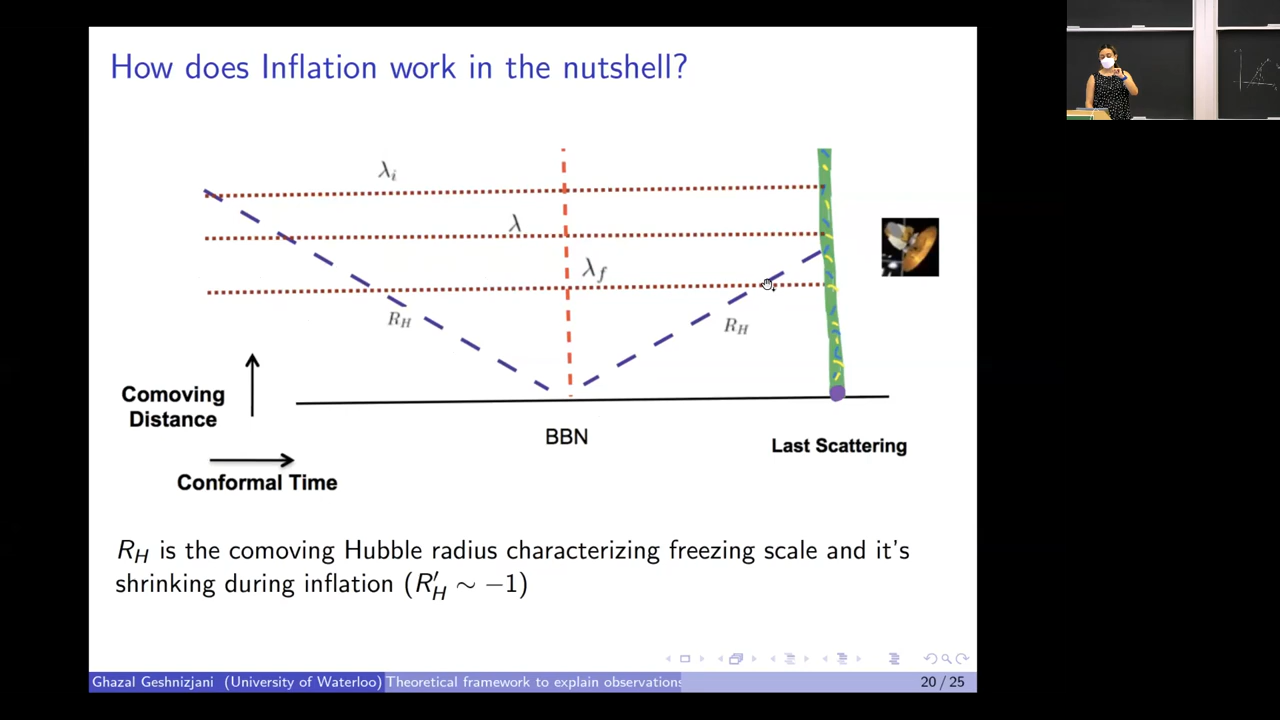 How does Inflation work in the nutshell?
λi
λ
λf
RH
RH
Comoving
Distance
BBN
Last Scattering
Conformal Time
RH is the comoving Hubble radius characterizing freezing scale and it's
shrinking during inflation (R′H ∼ −1)
Ghazal Geshnizjani (University of Waterloo) Theoretical framework to explain observations 20 / 25